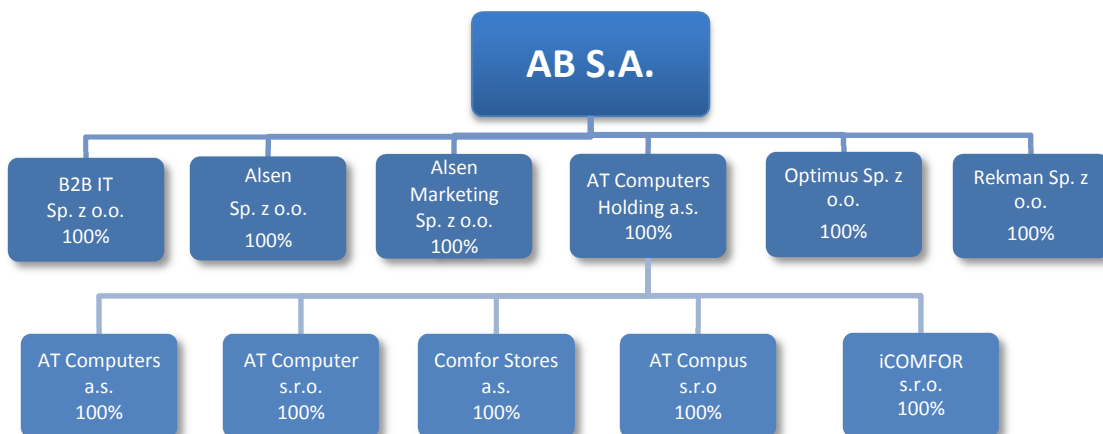 AB S.A.
B2B IT
Sp. z o.o.
100%
Alsen
Sp. z o.o.
100%
Alsen
Marketing
Sp. z o.o.
100%
AT Computers
Holding a.s.
100%
Optimus Sp. z
o.o.
100%
Rekman Sp. z
o.o.
100%
AT Computers
a.s.
100%
AT Computer
s.r.o.
100%
Comfor Stores
a.s.
100%
AT Compus
s.r.o
100%
iCOMFOR
s.r.o.
100%